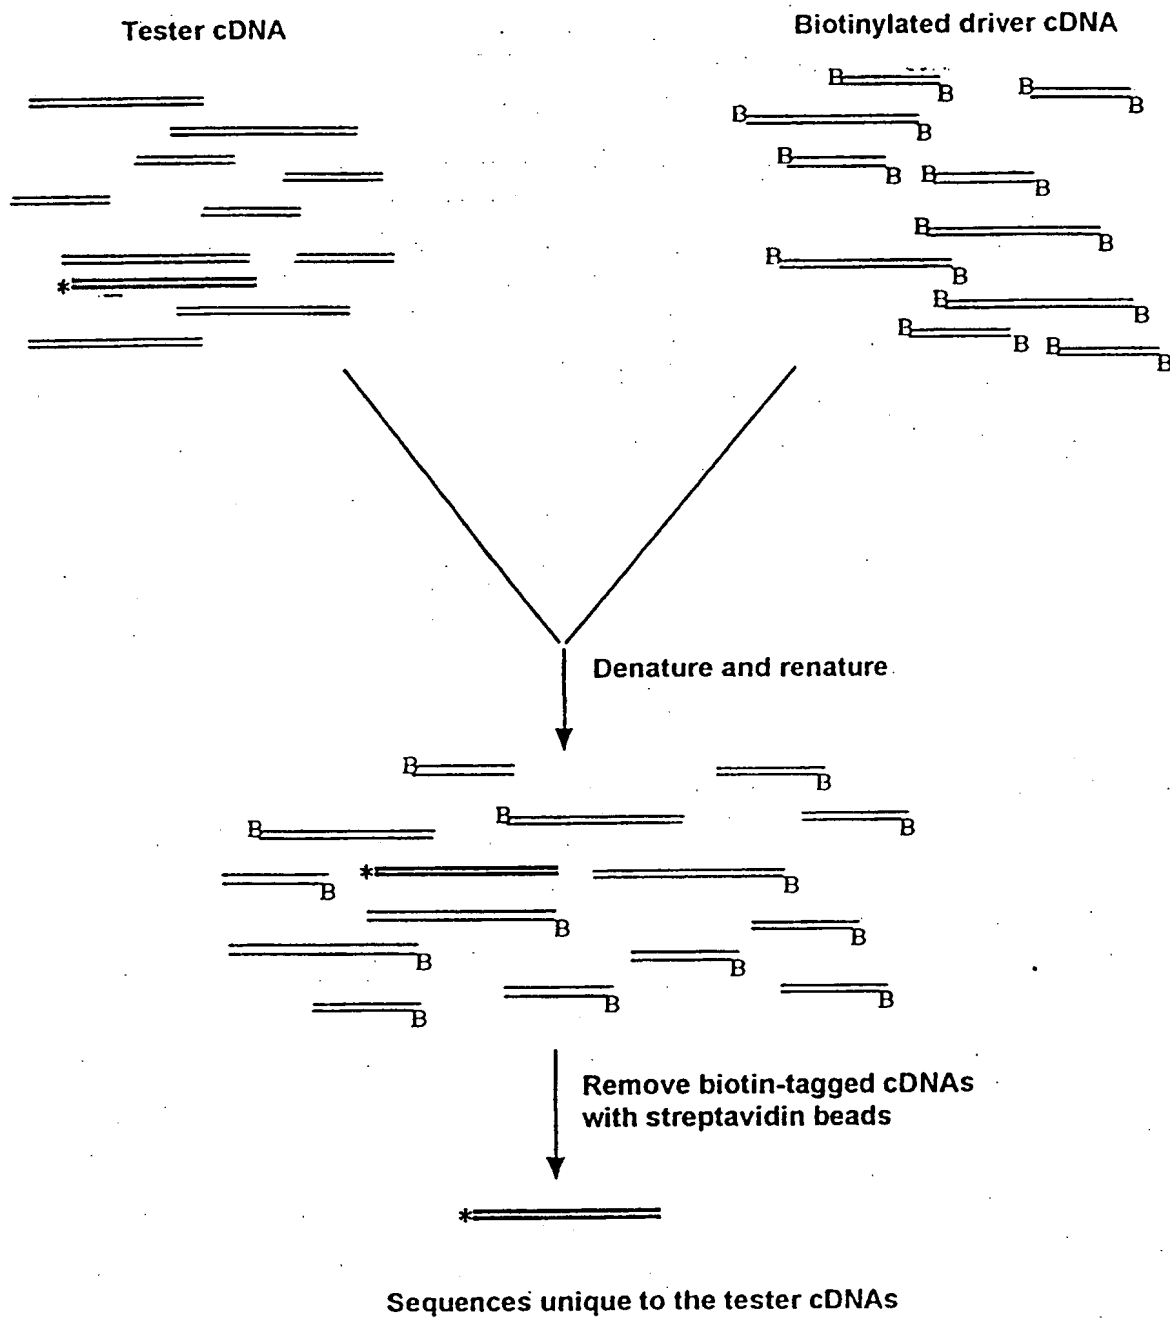 Tester cDNA
Biotinylated driver cDNA
B B
B B
B B
B B
B B
B B
B B
B B
B B
B B
*
Denature and renature
B
B
B
B
B
B
*
B
B
B
B
B
B
B
B
B
Remove biotin-tagged cDNAs
with streptavidin beads
*
Sequences unique to the tester cDNAs